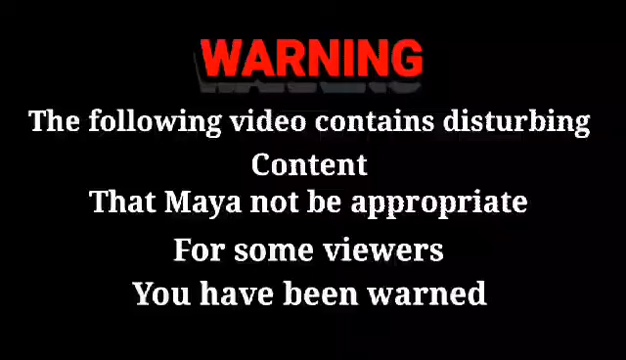 WARNING
The following video contains disturbing
Content
That Maya not be appropriate
For some viewers
You have been warned